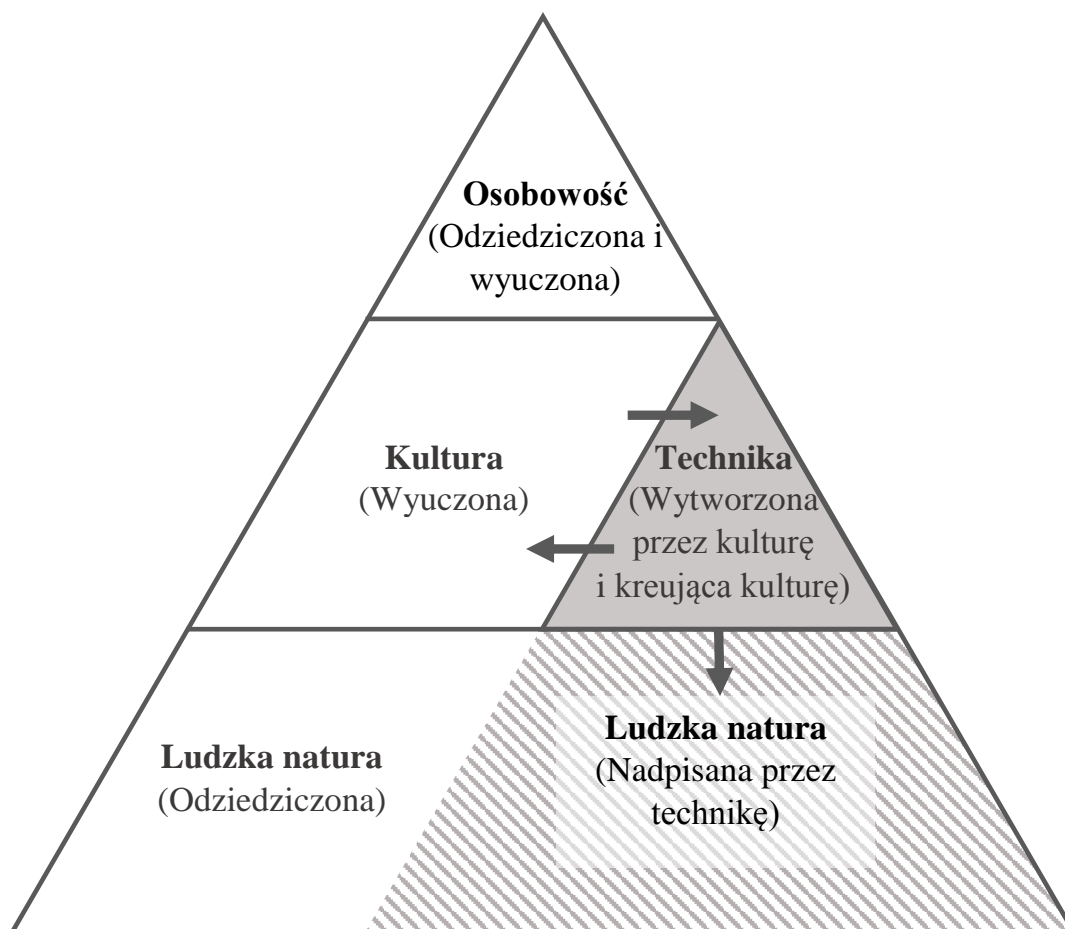 Osobowość
(Odziedziczona i
wyuczona)
Kultura
(Wyuczona)
Technika
(Wytworzona
przez kulturę
i kreująca kulturę)
Ludzka natura
(Odziedziczona)
Ludzka natura
(Nadpisana przez
technikę)